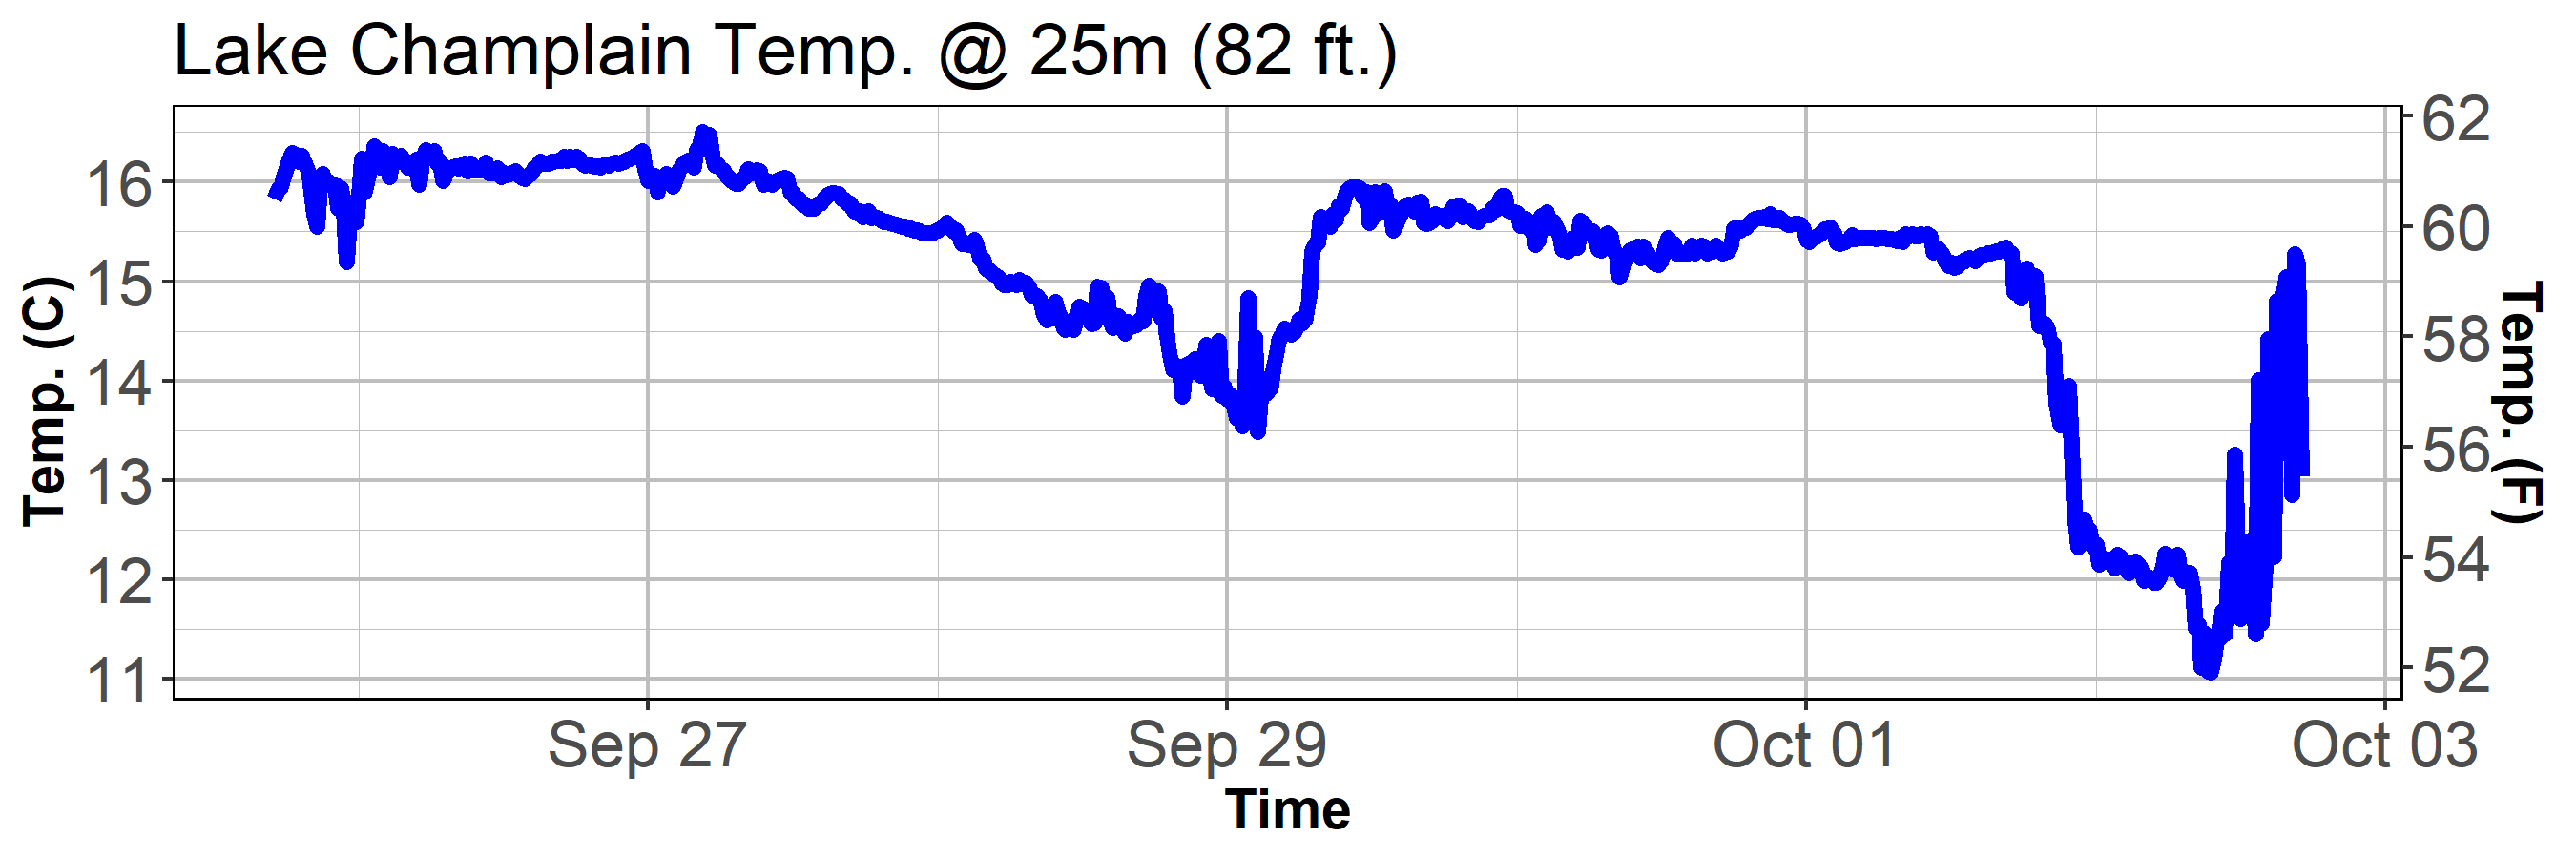 Lake Champlain Temp. @ 25m (82 ft.)
Temp. (C)
16
15
14
13
12
11
62
60
58
56
54
52
Temp. (F)
Sep 27
Sep 29
Oct 01
Oct 03
Time